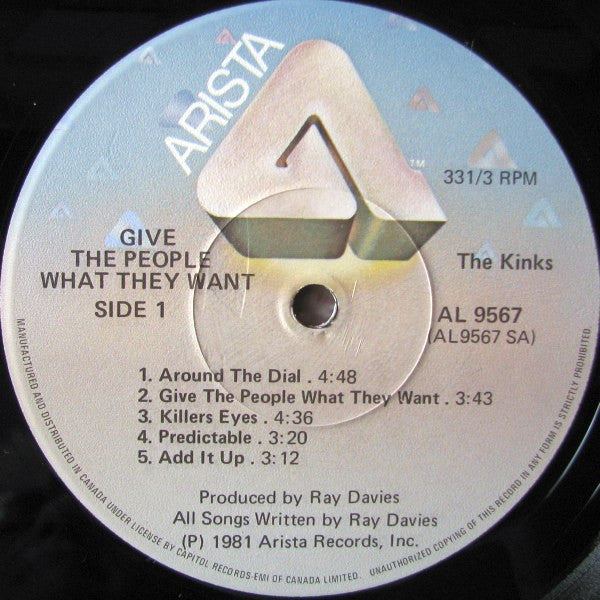 ARISTA
TM
331/3 RPM
GIVE
THE PEOPLE
WHAT THEY WANT
SIDE 1
The Kinks
AL 9567
(AL9567 SA)
1. Around The Dial . 4:48
2. Give The People What They Want . 3:43
3. Killers Eyes . 4:36
4. Predictable . 3:20
5. Add It Up . 3:12
Produced by Ray Davies
All Songs Written by Ray Davies
(P) 1981 Arista Records, Inc.
MANUFACTURED AND DISTRIBUTED IN CANADA UNDER LICENSE BY CAPITOL RECORDS-EMI OF CANADA LIMITED. UNAUTHORIZED COPYING OF THIS RECORD IN ANY FORM IS STRICTLY PROHIBITED